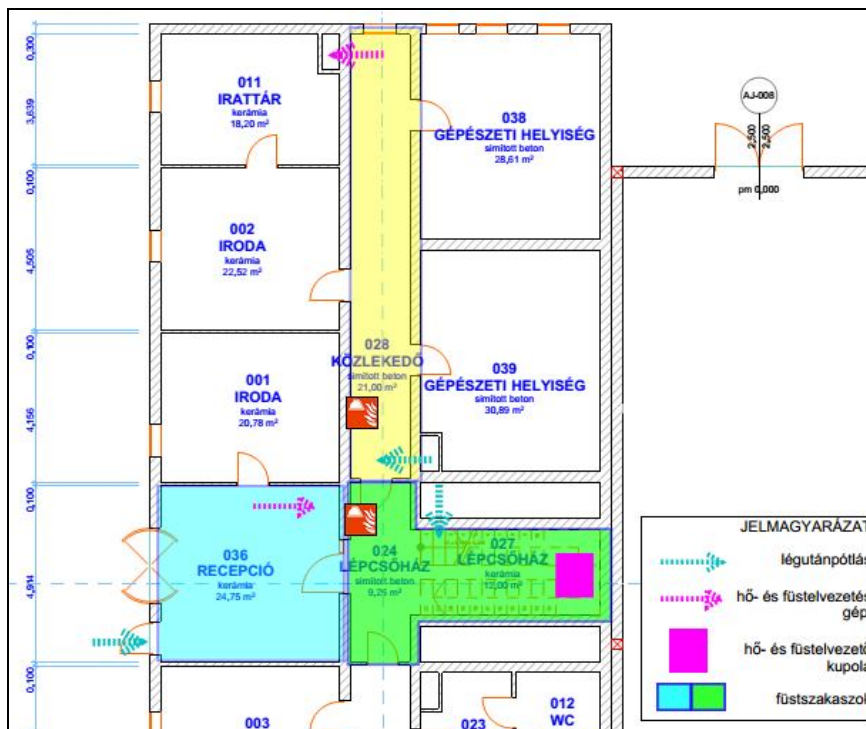 0,300
3,639
0,100
4,505
0,100
4,156
0,100
4,914
0,100
011
IRATTÁR
kerámia
18,20 m²
038
GÉPÉSZETI HELYISÉG
simított beton
28,61 m²
AJ-008
2,500
2,500
pm 0,000
002
IRODA
kerámia
22,52 m²
028
KÖZLEKEDŐ
simított beton
21,00 m²
039
GÉPÉSZETI HELYISÉG
simított beton
30,89 m²
001
IRODA
kerámia
20,78 m²
036
RECEPCIÓ
kerámia
24,75 m²
024
LÉPCSŐHÁZ
simított beton
9,25 m²
027
LÉPCSŐHÁZ
kerámia
12,00 m²
003
023
012
WC
JELMAGYARÁZAT
légutánpótlás
hő- és füstelvezetés
gép
hő- és füstelvezető
kupola
füstszakaszok